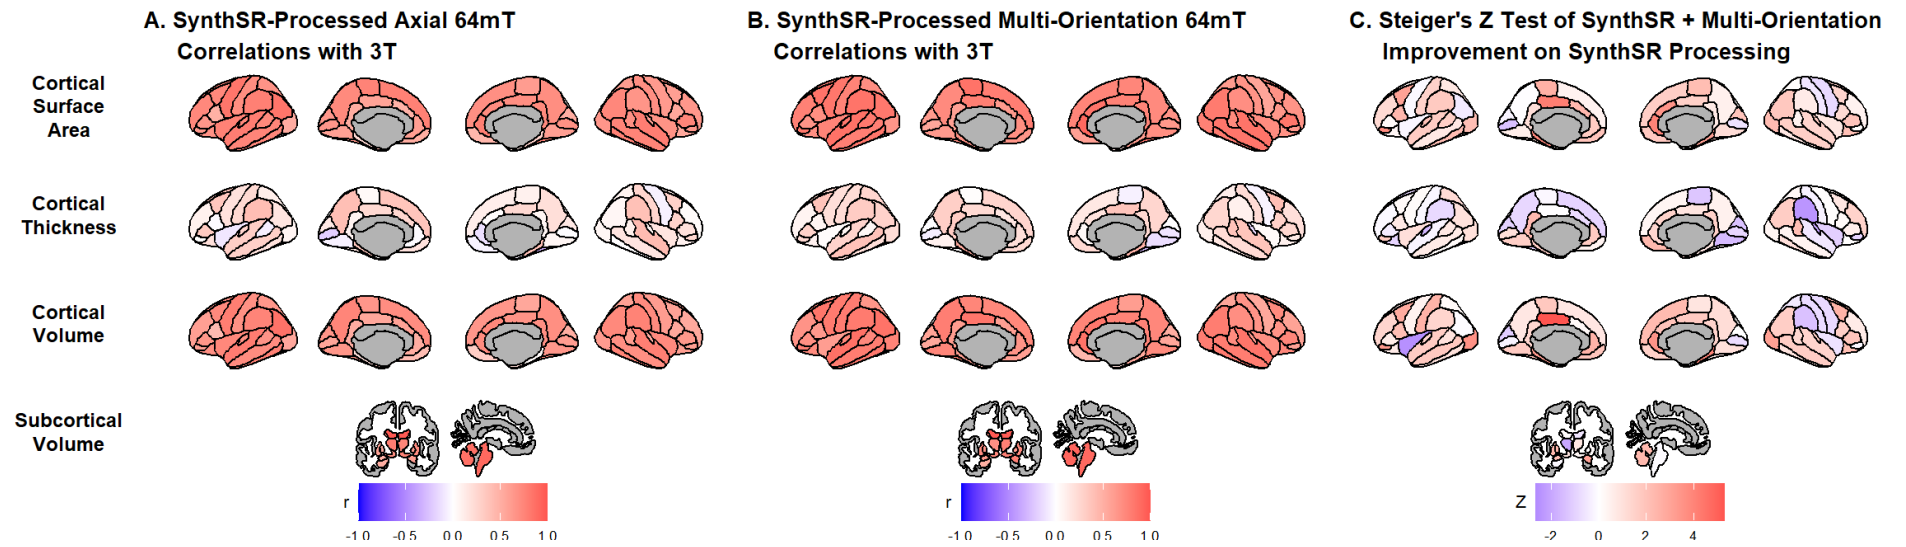 A. SynthSR-Processed Axial 64mT
Correlations with 3T
B. SynthSR-Processed Multi-Orientation 64mT
Correlations with 3T
C. Steiger's Z Test of SynthSR + Multi-Orientation
Improvement on SynthSR Processing
Cortical
Surface
Area
Cortical
Thickness
Cortical
Volume
Subcortical
Volume
r
-1.0 -0.5 0.0 0.5 1.0
r
-1.0 -0.5 0.0 0.5 1.0
Z
-2 0 2 4